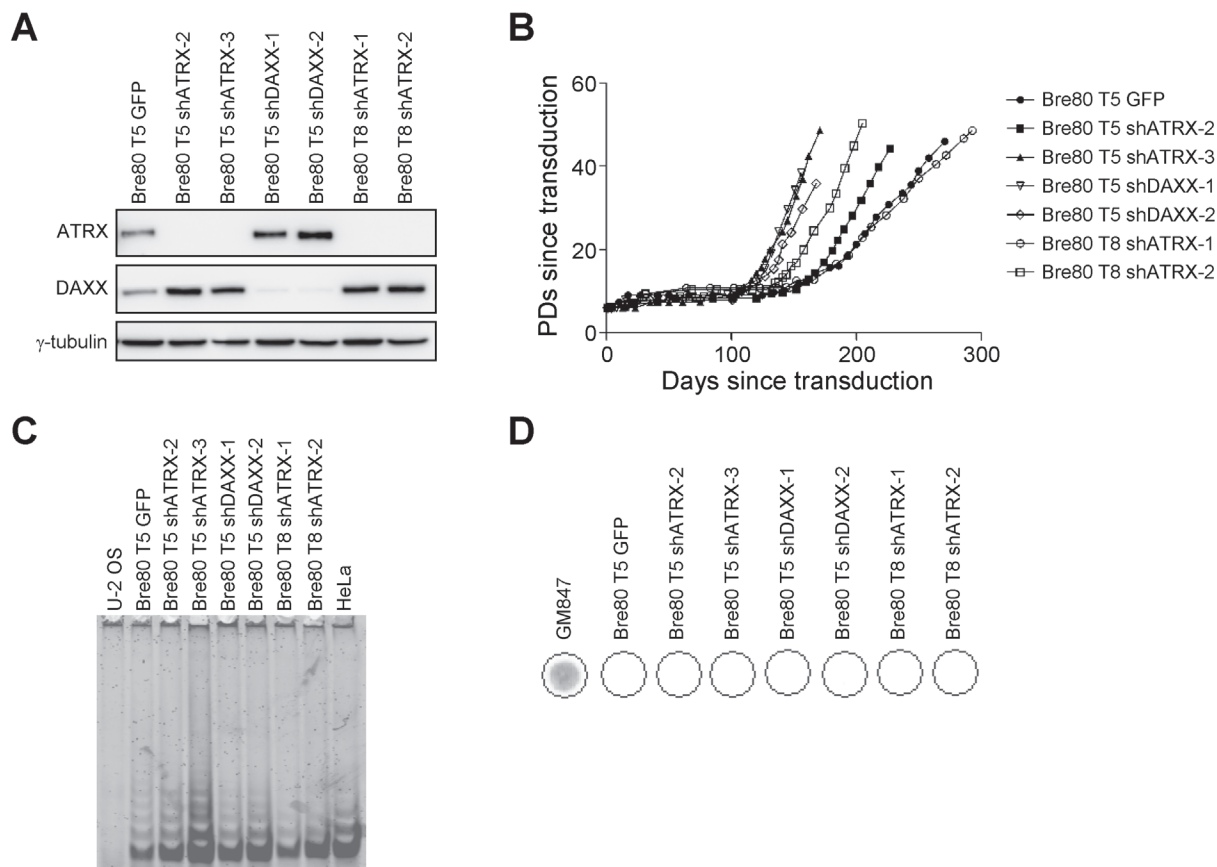 A
Bre80 T5 GFP
Bre80 T5 shATRX-2
Bre80 T5 shATRX-3
Bre80 T5 shDAXX-1
Bre80 T5 shDAXX-2
Bre80 T8 shATRX-1
Bre80 T8 shATRX-2
ATRX
DAXX
γ-tubulin
B
PDs since transduction
60
40
20
0
0 100 200 300
Days since transduction
Bre80 T5 GFP
Bre80 T5 shATRX-2
Bre80 T5 shATRX-3
Bre80 T5 shDAXX-1
Bre80 T5 shDAXX-2
Bre80 T8 shATRX-1
Bre80 T8 shATRX-2
C
U-2 OS
Bre80 T5 GFP
Bre80 T5 shATRX-2
Bre80 T5 shATRX-3
Bre80 T5 shDAXX-1
Bre80 T5 shDAXX-2
Bre80 T8 shATRX-1
Bre80 T8 shATRX-2
HeLa
D
GM847
Bre80 T5 GFP
Bre80 T5 shATRX-2
Bre80 T5 shATRX-3
Bre80 T5 shDAXX-1
Bre80 T5 shDAXX-2
Bre80 T8 shATRX-1
Bre80 T8 shATRX-2